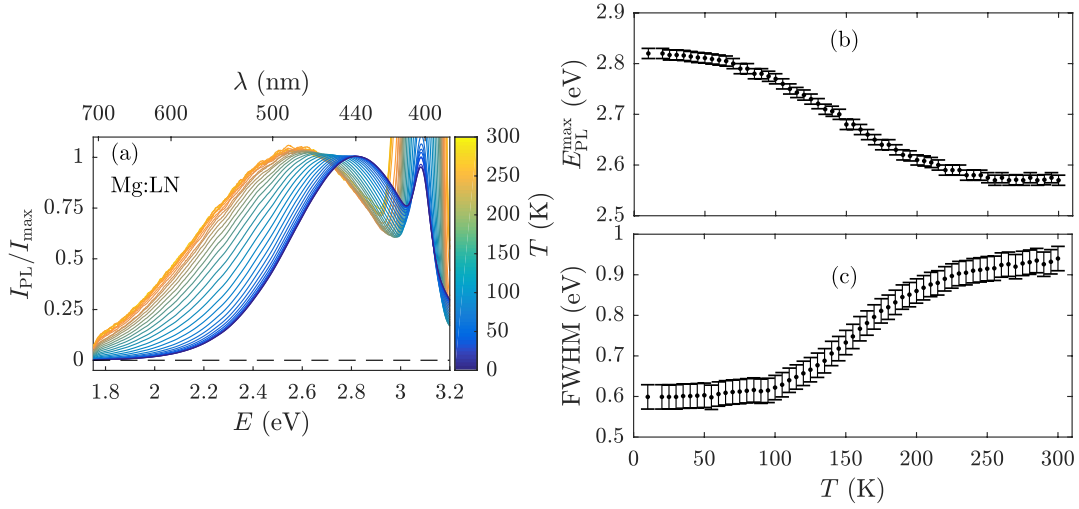 λ (nm)
700 600 500 440 400
(a)
Mg:LN
1
0.75
0.5
0.25
0
I_PL/I_max
2 2.2 2.4 2.6 2.8 3 3.2
E (eV)
300
250
200
150
100
50
0
T (K)
(b)
2.9
2.8
2.7
2.6
2.5
E_PL^max (eV)
(c)
1
0.9
0.8
0.7
0.6
0.5
FWHM (eV)
0 50 100 150 200 250 300
T (K)